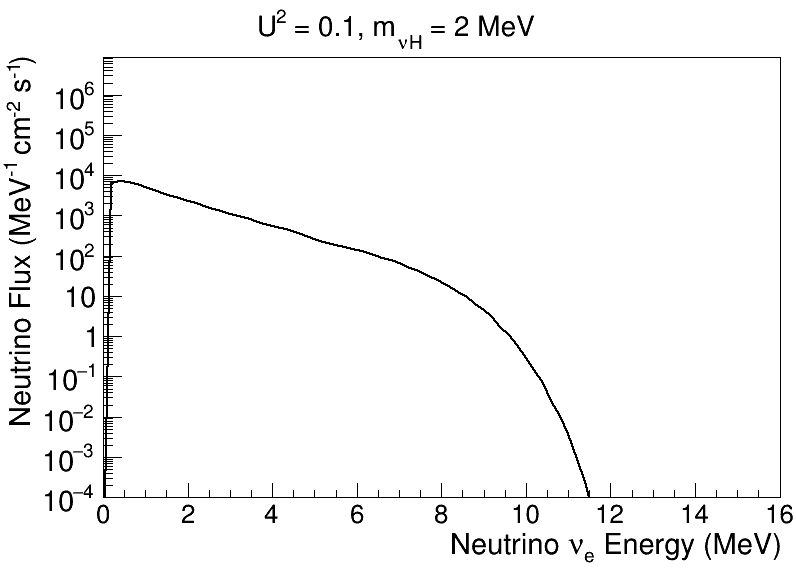 U² = 0.1, m_νH = 2 MeV
Neutrino Flux (MeV⁻¹ cm⁻² s⁻¹)
10⁶
10⁵
10⁴
10³
10²
10
1
10⁻¹
10⁻²
10⁻³
10⁻⁴
0 2 4 6 8 10 12 14 16
Neutrino νₑ Energy (MeV)